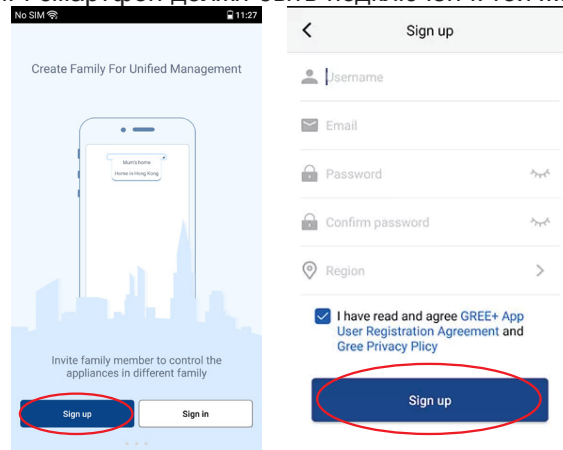 No SIM 11:27
Create Family For Unified Management
Mum's home
Home in Hong Kong
Invite family member to control the
appliances in different family
Sign up
Sign in
Sign up
Username
Email
Password
Confirm password
Region
I have read and agree GREE+ App
User Registration Agreement and
Gree Privacy Plicy
Sign up